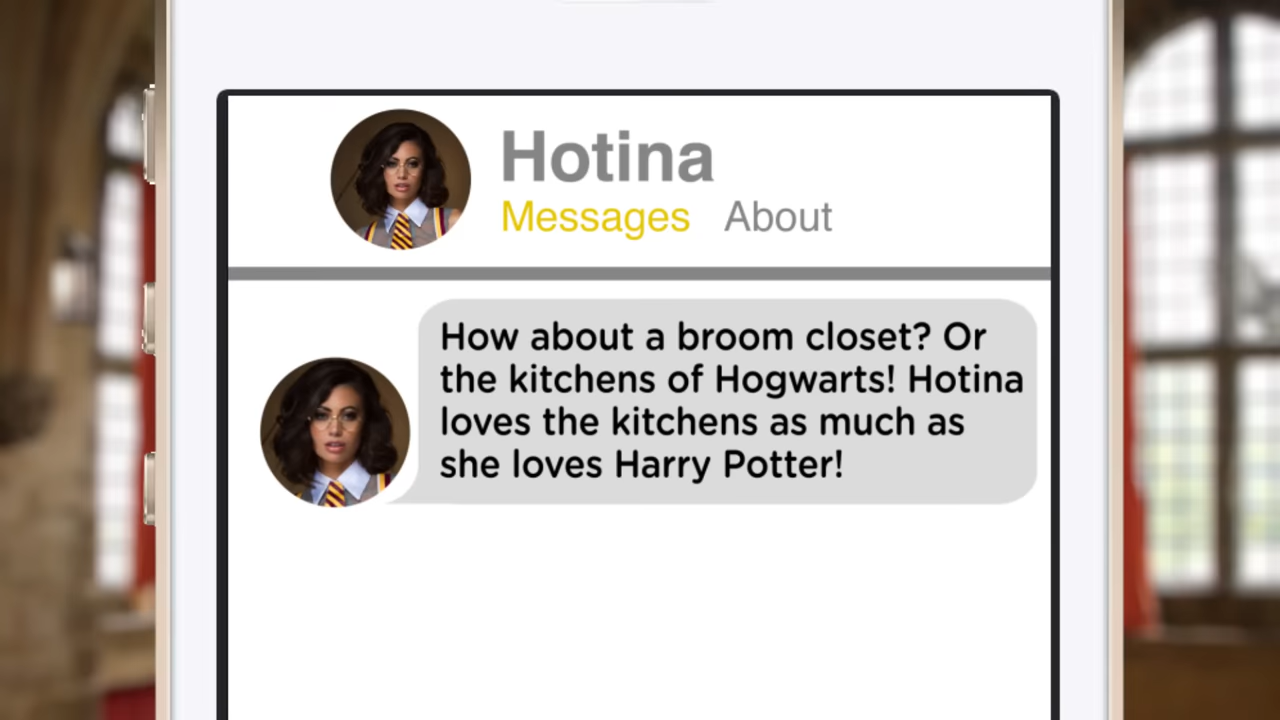 Hotina
Messages About
How about a broom closet? Or
the kitchens of Hogwarts! Hotina
loves the kitchens as much as
she loves Harry Potter!